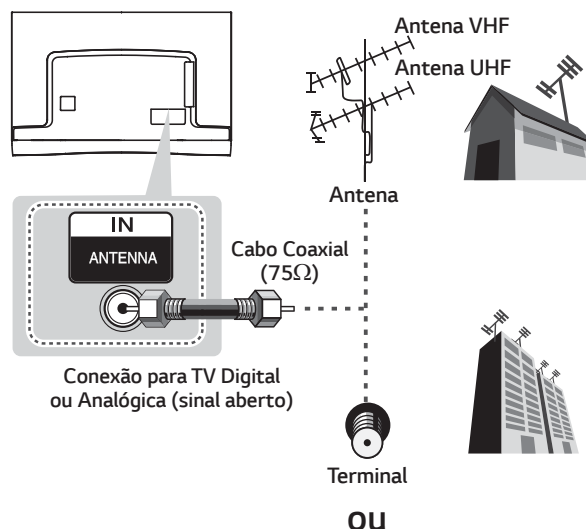 Antena VHF
Antena UHF
Antena
IN
ANTENNA
Cabo Coaxial
(75Ω)
Conexão para TV Digital
ou Analógica (sinal aberto)
Terminal
ou